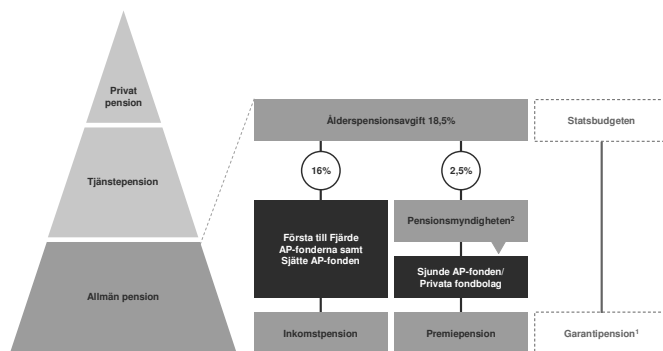 Privat
pension
Tjänstepension
Allmän pension
Ålderspensionsavgift 18,5%
Statsbudgeten
16%
2,5%
Första till Fjärde
AP-fonderna samt
Sjätte AP-fonden
Pensionsmyndigheten²
Sjunde AP-fonden/
Privata fondbolag
Inkomstpension
Premiepension
Garantipension¹